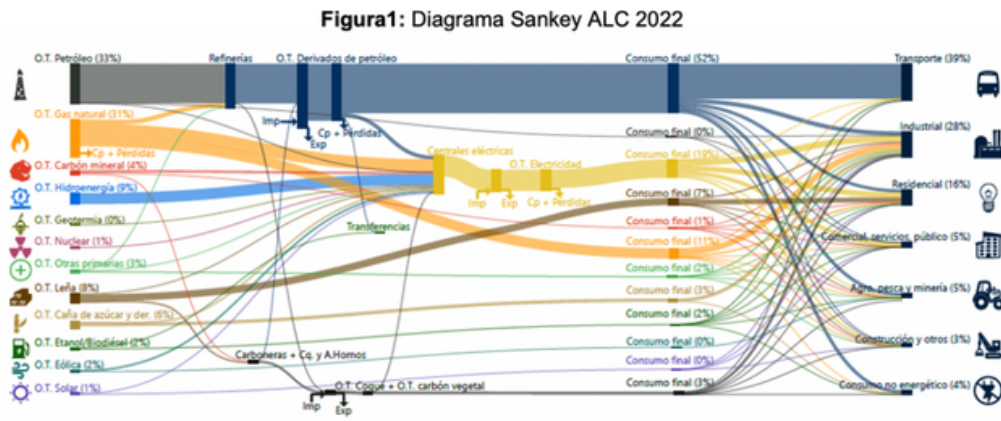 Figura1: Diagrama Sankey ALC 2022
O.T. Petróleo (33%)
Refinerías
O.T. Derivados de petróleo
Consumo final (52%)
Transporte (39%)
O.T. Gas natural (31%)
Imp
Exp
Cp + Pérdidas
Consumo final (0%)
Industrial (28%)
Cp + Pérdidas
Centrales eléctricas
O.T. Electricidad
Consumo final (19%)
O.T. Carbón mineral (4%)
O.T. Hidroenergía (9%)
Imp
Exp
Cp + Pérdidas
Consumo final (7%)
Residencial (16%)
O.T. Geotermia (0%)
Transferencias
Consumo final (1%)
O.T. Nuclear (1%)
Consumo final (11%)
Comercial, servicios, público (5%)
O.T. Otras primarias (3%)
Consumo final (2%)
O.T. Leña (8%)
Consumo final (3%)
Agro, pesca y minería (5%)
O.T. Caña de azúcar y der. (6%)
Consumo final (2%)
O.T. Etanol/Biodiésel (2%)
Consumo final (0%)
Construcción y otros (3%)
O.T. Eólica (2%)
Carboneras + Cq. y A.Hornos
Consumo final (0%)
O.T. Solar (1%)
O.T. Coque + O.T. carbón vegetal
Consumo final (3%)
Consumo no energético (4%)
Imp
Exp